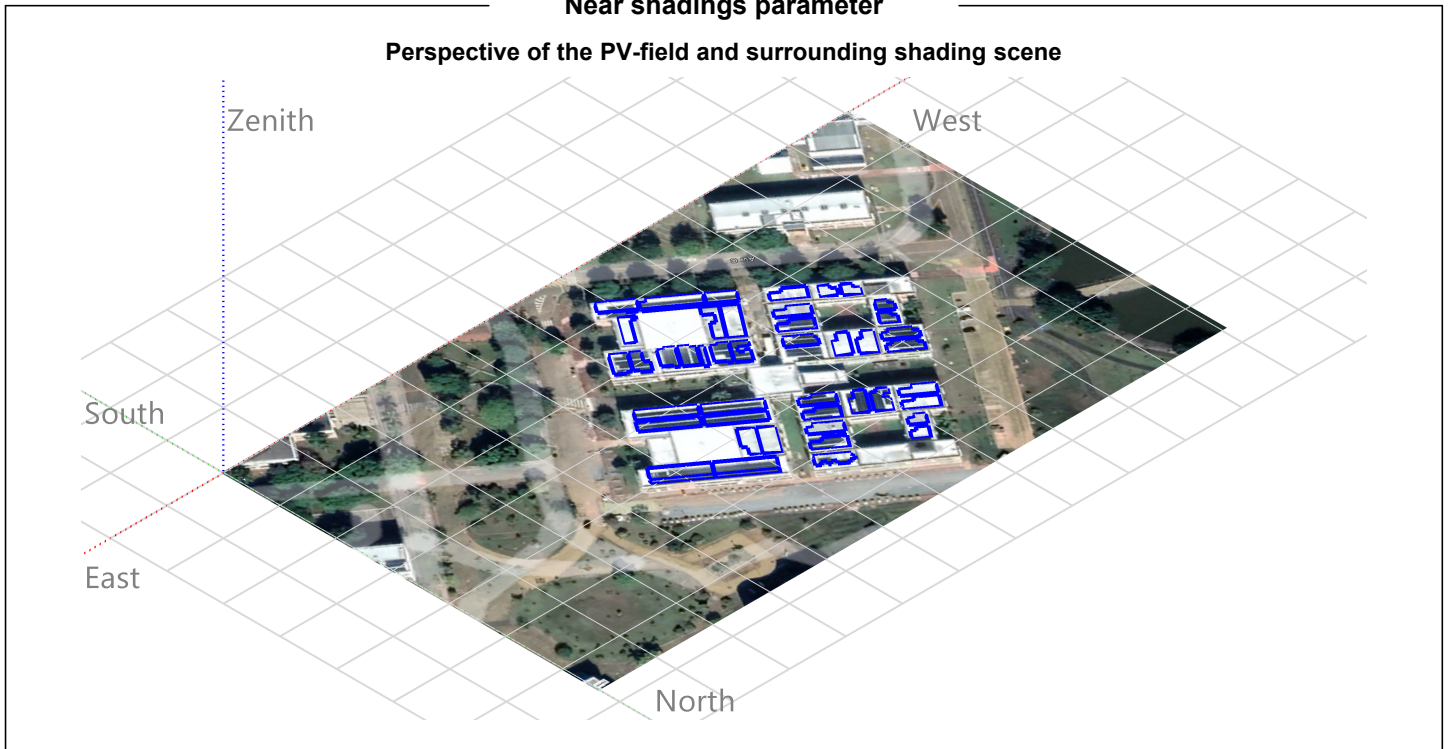 Near shadings parameter
Perspective of the PV-field and surrounding shading scene
Zenith
West
South
East
North